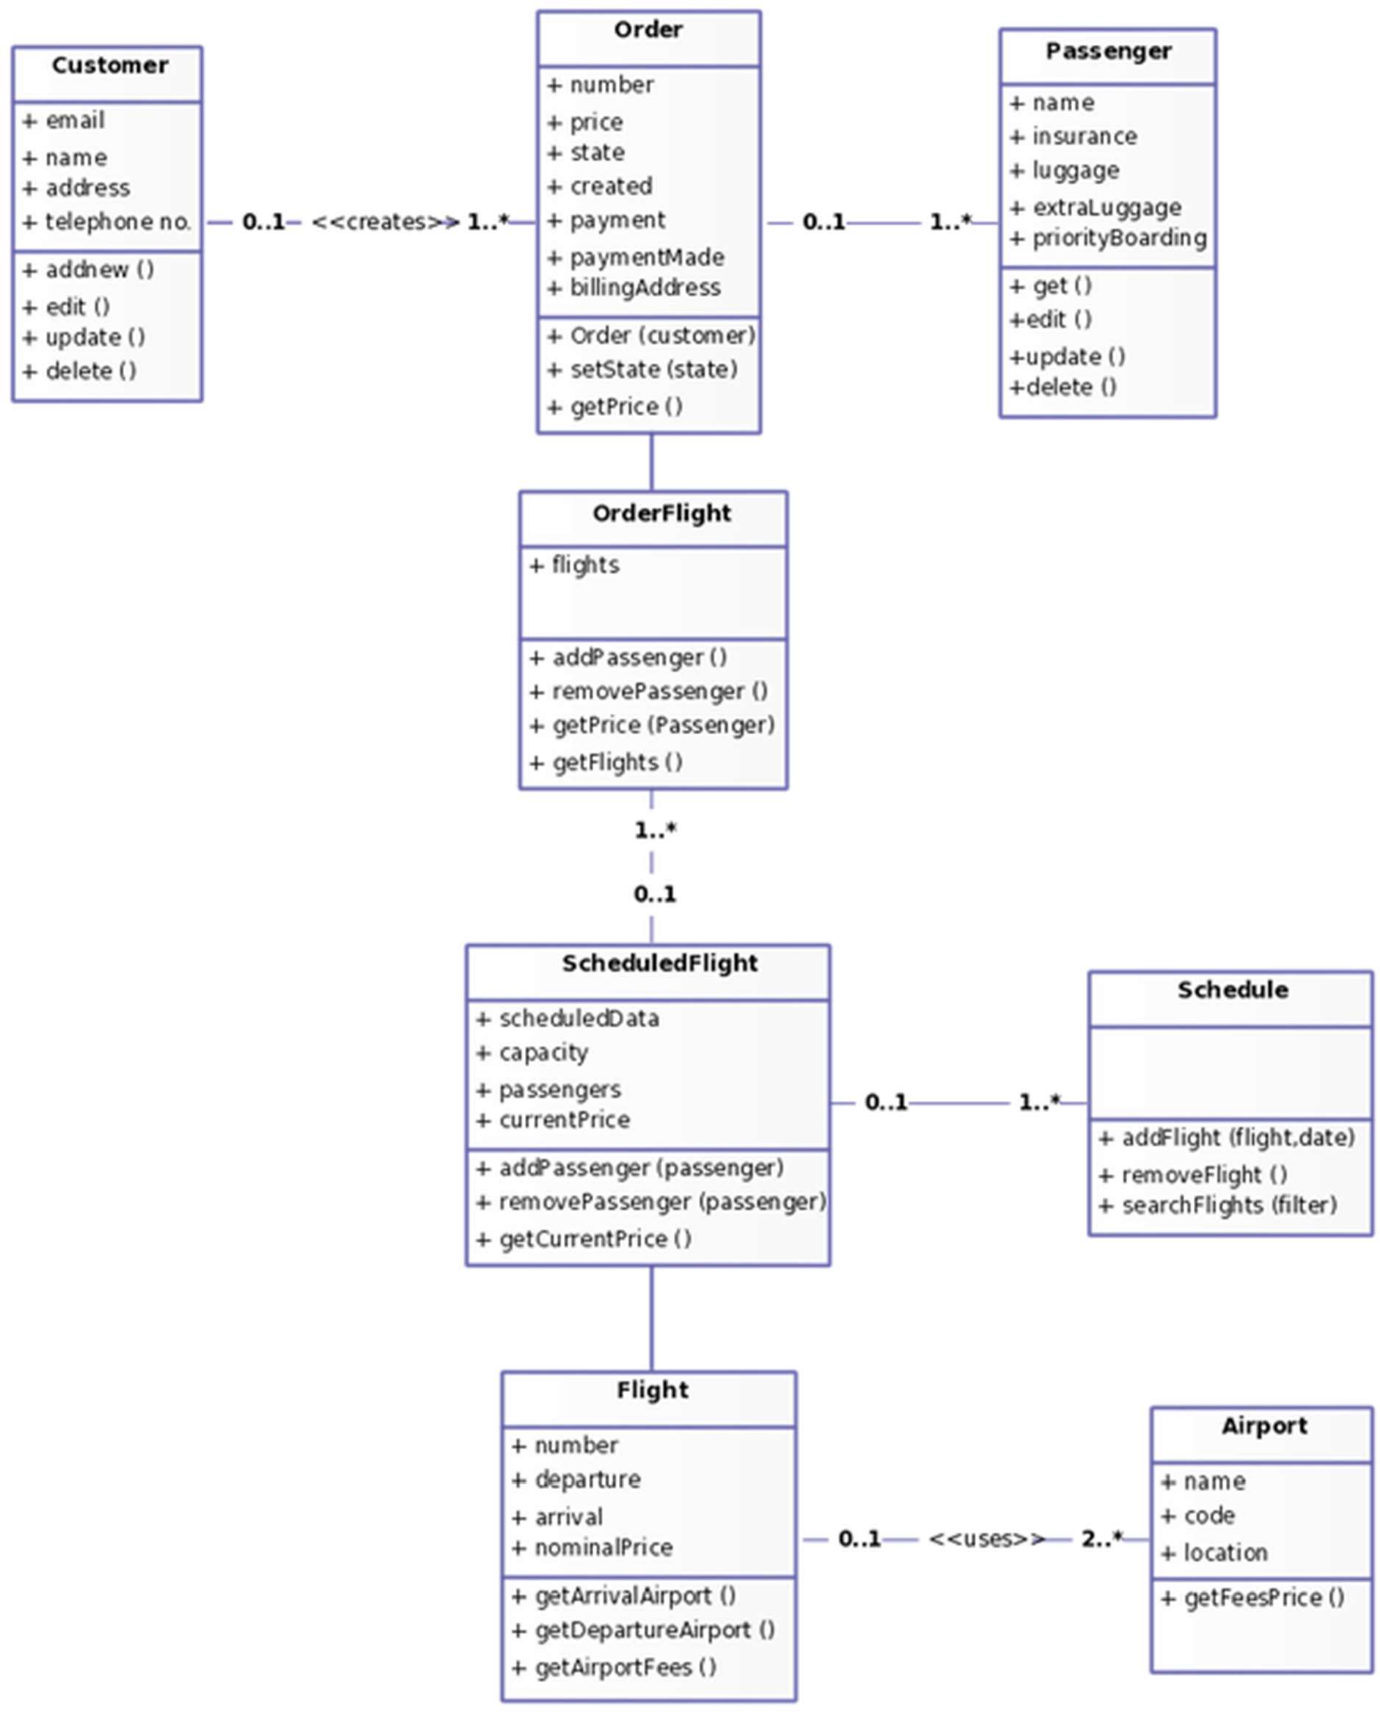 Customer
+ email
+ name
+ address
+ telephone no.
+ addnew ()
+ edit ()
+ update ()
+ delete ()
0..1
<<creates>>
1..*
Order
+ number
+ price
+ state
+ created
+ payment
+ paymentMade
+ billingAddress
+ Order (customer)
+ setState (state)
+ getPrice ()
0..1
1..*
Passenger
+ name
+ insurance
+ luggage
+ extraLuggage
+ priorityBoarding
+ get ()
+edit ()
+update ()
+delete ()
OrderFlight
+ flights
+ addPassenger ()
+ removePassenger ()
+ getPrice (Passenger)
+ getFlights ()
1..*
0..1
ScheduledFlight
+ scheduledData
+ capacity
+ passengers
+ currentPrice
+ addPassenger (passenger)
+ removePassenger (passenger)
+ getCurrentPrice ()
0..1
1..*
Schedule
+ addFlight (flight,date)
+ removeFlight ()
+ searchFlights (filter)
Flight
+ number
+ departure
+ arrival
+ nominalPrice
+ getArrivalAirport ()
+ getDepartureAirport ()
+ getAirportFees ()
0..1
<<uses>>
2..*
Airport
+ name
+ code
+ location
+ getFeesPrice ()